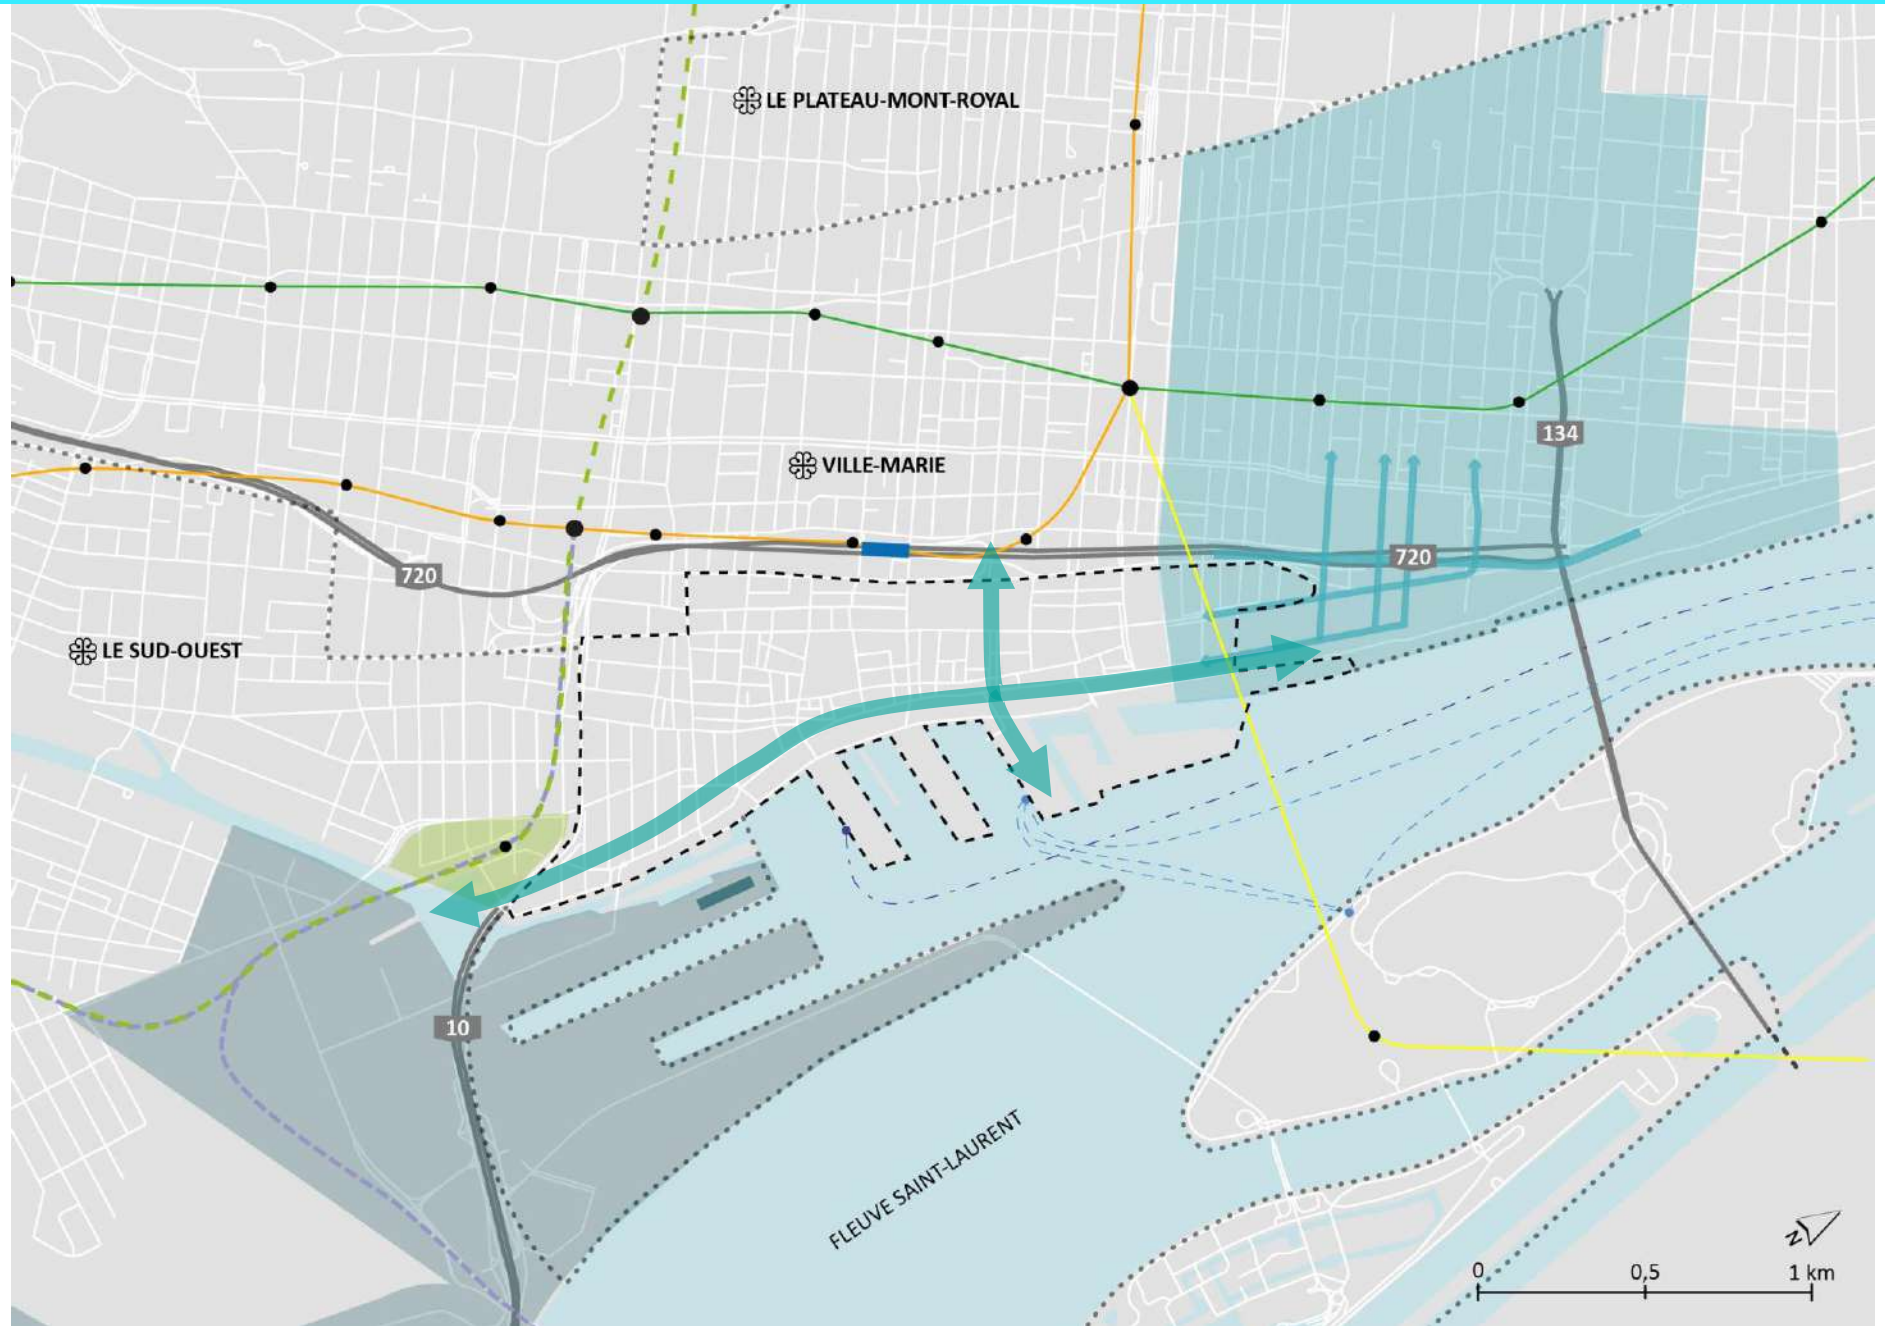 LE PLATEAU-MONT-ROYAL
134
VILLE-MARIE
720
720
LE SUD-OUEST
10
FLEUVE SAINT-LAURENT
N
0 0,5 1 km